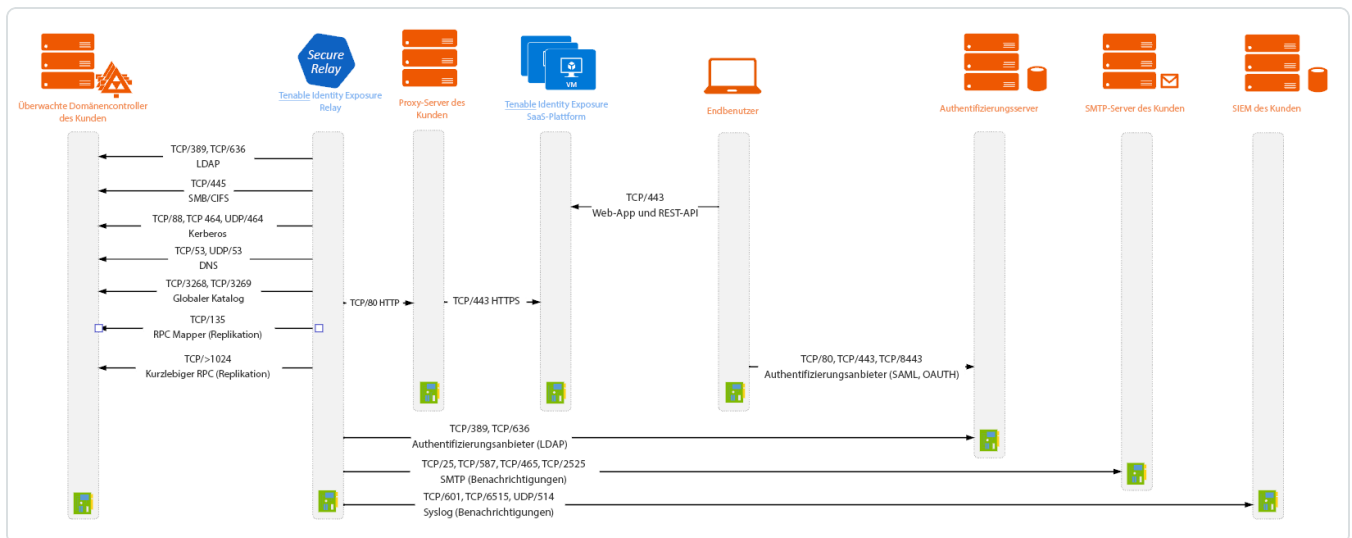 Secure
Relay
VM
Überwachte Domänencontroller
des Kunden
Tenable Identity Exposure
Relay
Proxy-Server des
Kunden
Tenable Identity Exposure
SaaS-Plattform
Endbenutzer
Authentifizierungsserver
SMTP-Server des Kunden
SIEM des Kunden
TCP/389, TCP/636
LDAP
TCP/445
SMB/CIFS
TCP/443
Web-App und REST-API
TCP/88, TCP 464, UDP/464
Kerberos
TCP/53, UDP/53
DNS
TCP/3268, TCP/3269
Globaler Katalog
TCP/80 HTTP
TCP/443 HTTPS
TCP/135
RPC Mapper (Replikation)
TCP/>1024
Kurzlebiger RPC (Replikation)
TCP/80, TCP/443, TCP/8443
Authentifizierungsanbieter (SAML, OAUTH)
TCP/389, TCP/636
Authentifizierungsanbieter (LDAP)
TCP/25, TCP/587, TCP/465, TCP/2525
SMTP (Benachrichtigungen)
TCP/601, TCP/6515, UDP/514
Syslog (Benachrichtigungen)